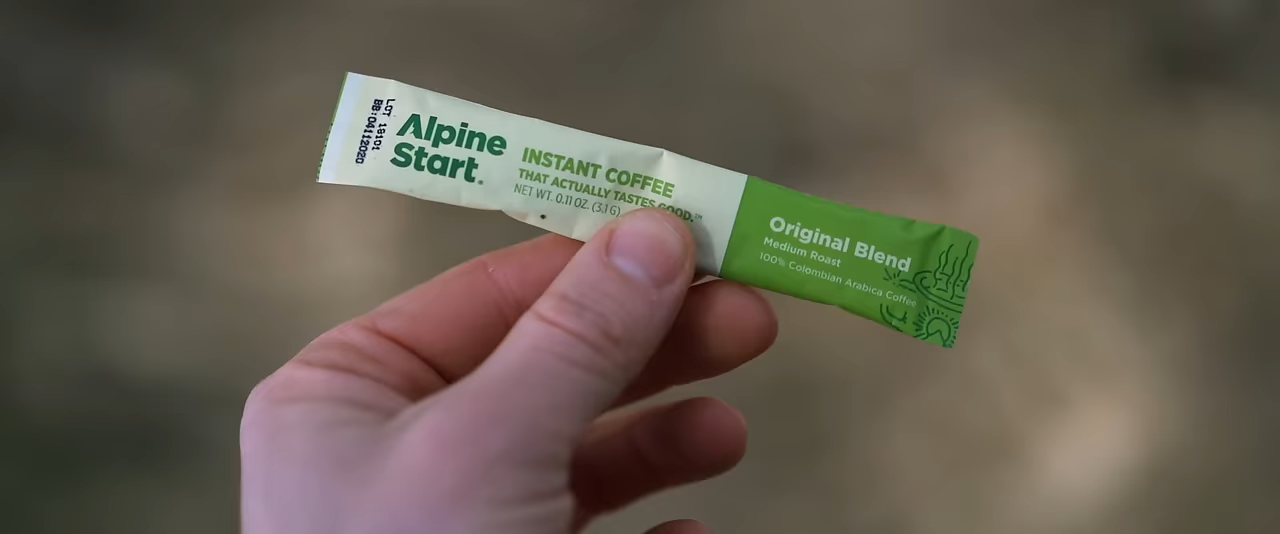 LOT 18101
BB:04112020
Alpine
Start.
INSTANT COFFEE
THAT ACTUALLY TASTES GOOD.™
NET WT. 0.11 OZ. (3.1 G)
Original Blend
Medium Roast
100% Colombian Arabica Coffee